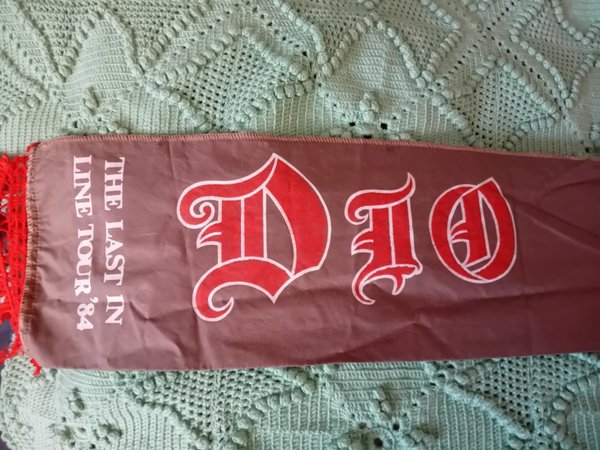 DIO
THE LAST IN
LINE TOUR '84